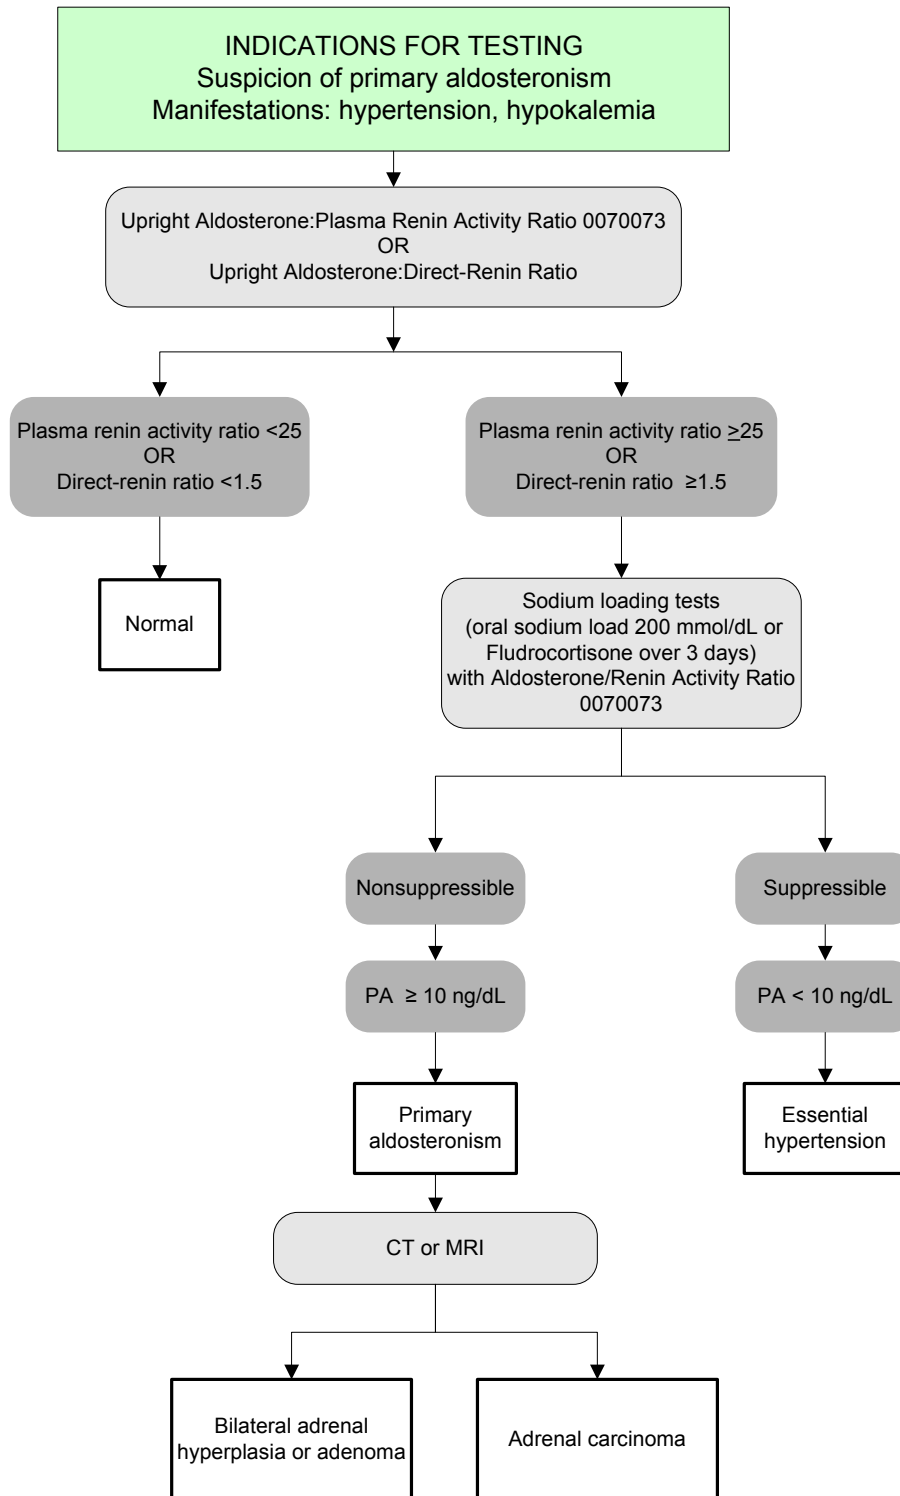 INDICATIONS FOR TESTING
Suspicion of primary aldosteronism
Manifestations: hypertension, hypokalemia
Upright Aldosterone:Plasma Renin Activity Ratio 0070073
OR
Upright Aldosterone:Direct-Renin Ratio
Plasma renin activity ratio <25
OR
Direct-renin ratio <1.5
Plasma renin activity ratio ≥25
OR
Direct-renin ratio ≥1.5
Normal
Sodium loading tests
(oral sodium load 200 mmol/dL or
Fludrocortisone over 3 days)
with Aldosterone/Renin Activity Ratio
0070073
Nonsuppressible
Suppressible
PA ≥ 10 ng/dL
PA < 10 ng/dL
Primary
aldosteronism
Essential
hypertension
CT or MRI
Bilateral adrenal
hyperplasia or adenoma
Adrenal carcinoma